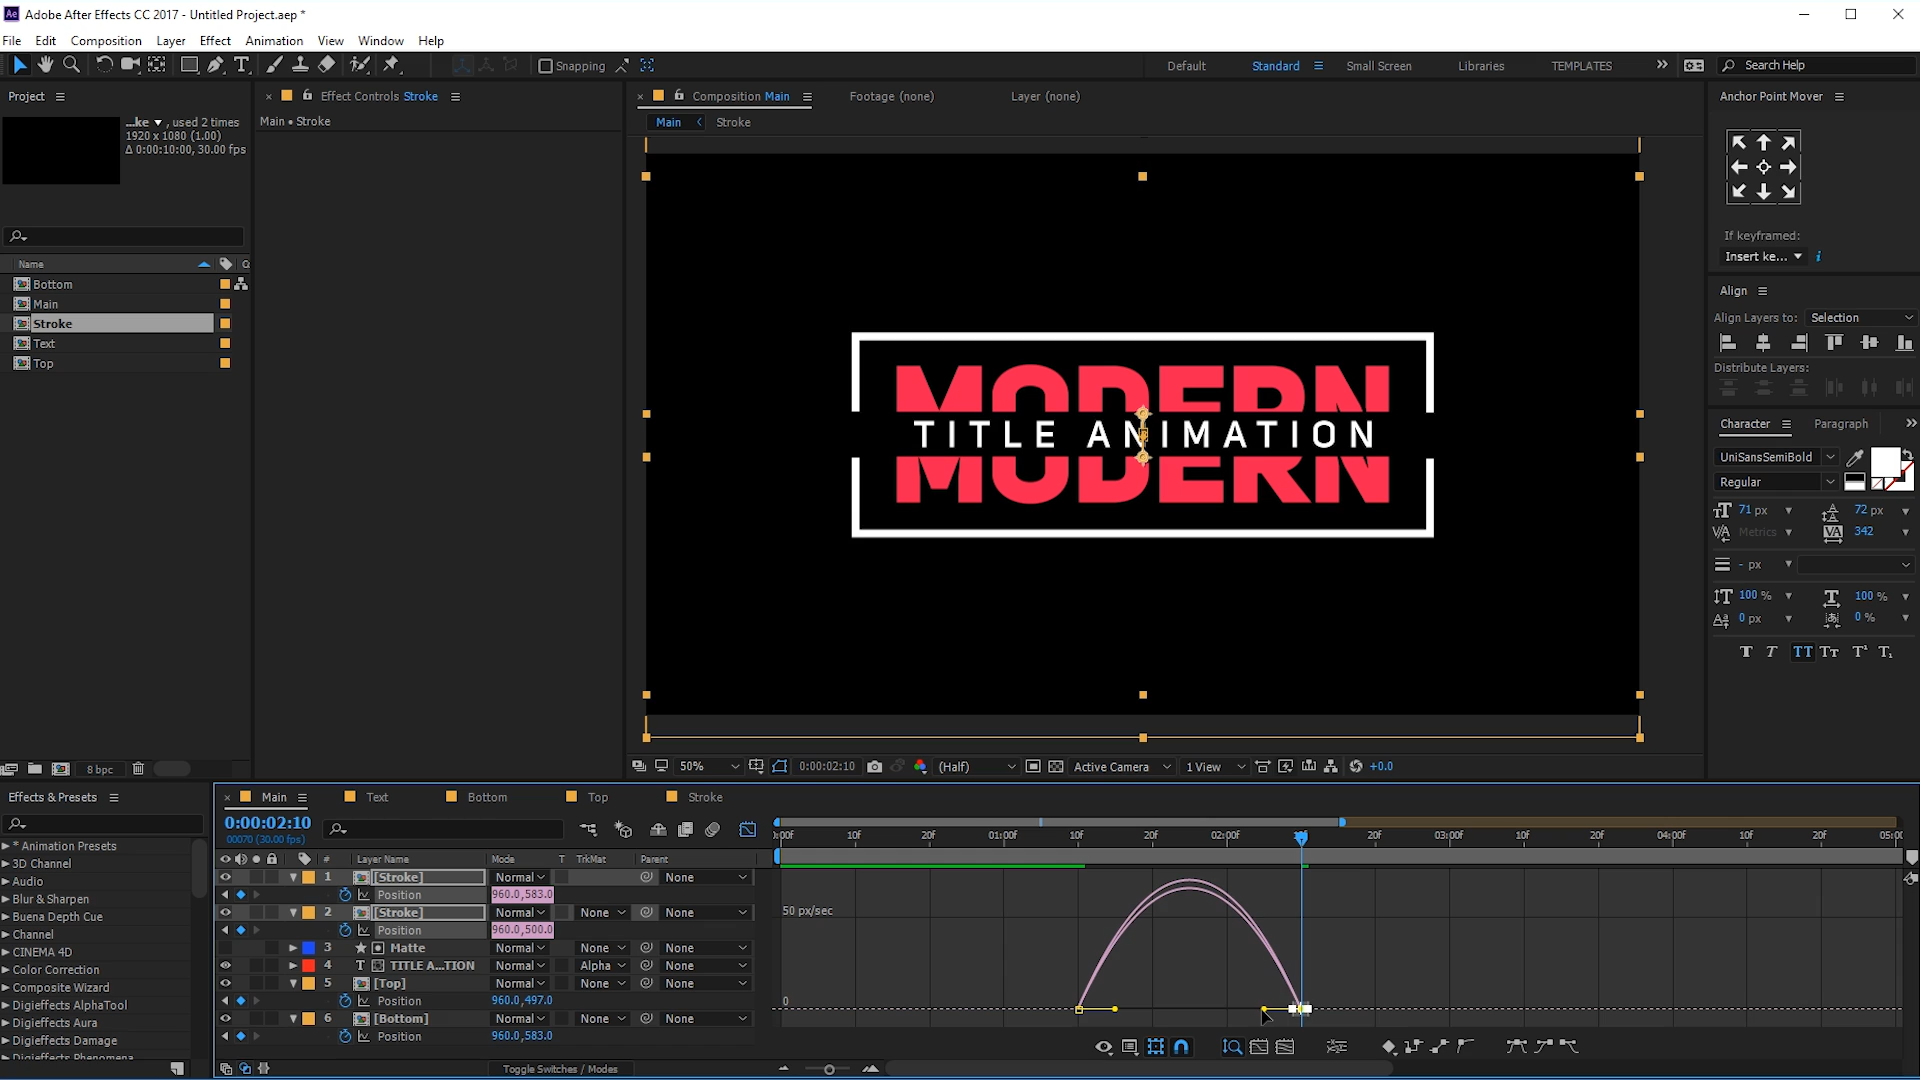 Ae Adobe After Effects CC 2017 - Untitled Project.aep *
File Edit Composition Layer Effect Animation View Window Help
Snapping Default Standard Small Screen Libraries TEMPLATES Search Help
Project
...ke , used 2 times
1920 x 1080 (1.00)
Δ 0:00:10:00, 30.00 fps
Name
Bottom
Main
Stroke
Text
Top
8 bpc
Effect Controls Stroke
Main • Stroke
Composition Main Footage (none) Layer (none)
Main Stroke
MODERN
TITLE ANIMATION
MODERN
50% 0:00:02:10 (Half) Active Camera 1 View +0.0
Anchor Point Mover
If keyframed:
Insert ke...
Align
Align Layers to: Selection
Distribute Layers:
Character Paragraph
UniSansSemiBold
Regular
71 px 72 px
Metrics 342
- px
100 % 100 %
0 px 0 %
Effects & Presets
* Animation Presets
3D Channel
Audio
Blur & Sharpen
Buena Depth Cue
Channel
CINEMA 4D
Color Correction
Composite Wizard
Digieffects AlphaTool
Digieffects Aura
Digieffects Damage
Digieffects Phenomena
Main Text Bottom Top Stroke
0:00:02:10
00070 (30.00 fps)
# Layer Name Mode T TrkMat Parent
1 [Stroke] Normal None
Position 960.0,583.0
2 [Stroke] Normal None None
Position 960.0,500.0
3 Matte Normal None None
4 T TITLE A...TION Normal Alpha None
5 [Top] Normal None None
Position 960.0,497.0
6 [Bottom] Normal None None
Position 960.0,583.0
Toggle Switches / Modes
:00f 10f 20f 01:00f 10f 20f 02:00f 20f 03:00f 10f 20f 04:00f 10f 20f 05:0
50 px/sec
0